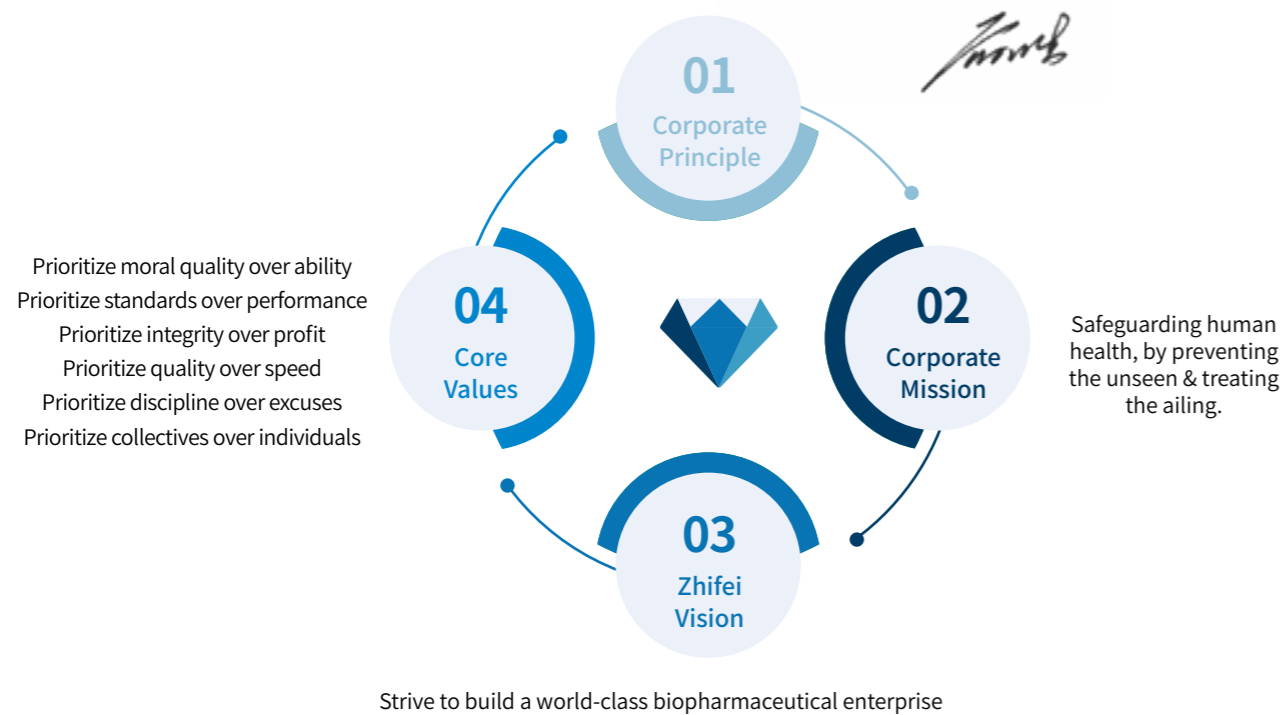 01
Corporate
Principle
Prioritize moral quality over ability
Prioritize standards over performance
Prioritize integrity over profit
Prioritize quality over speed
Prioritize discipline over excuses
Prioritize collectives over individuals
04
Core
Values
02
Corporate
Mission
Safeguarding human
health, by preventing
the unseen & treating
the ailing.
03
Zhifei
Vision
Strive to build a world-class biopharmaceutical enterprise